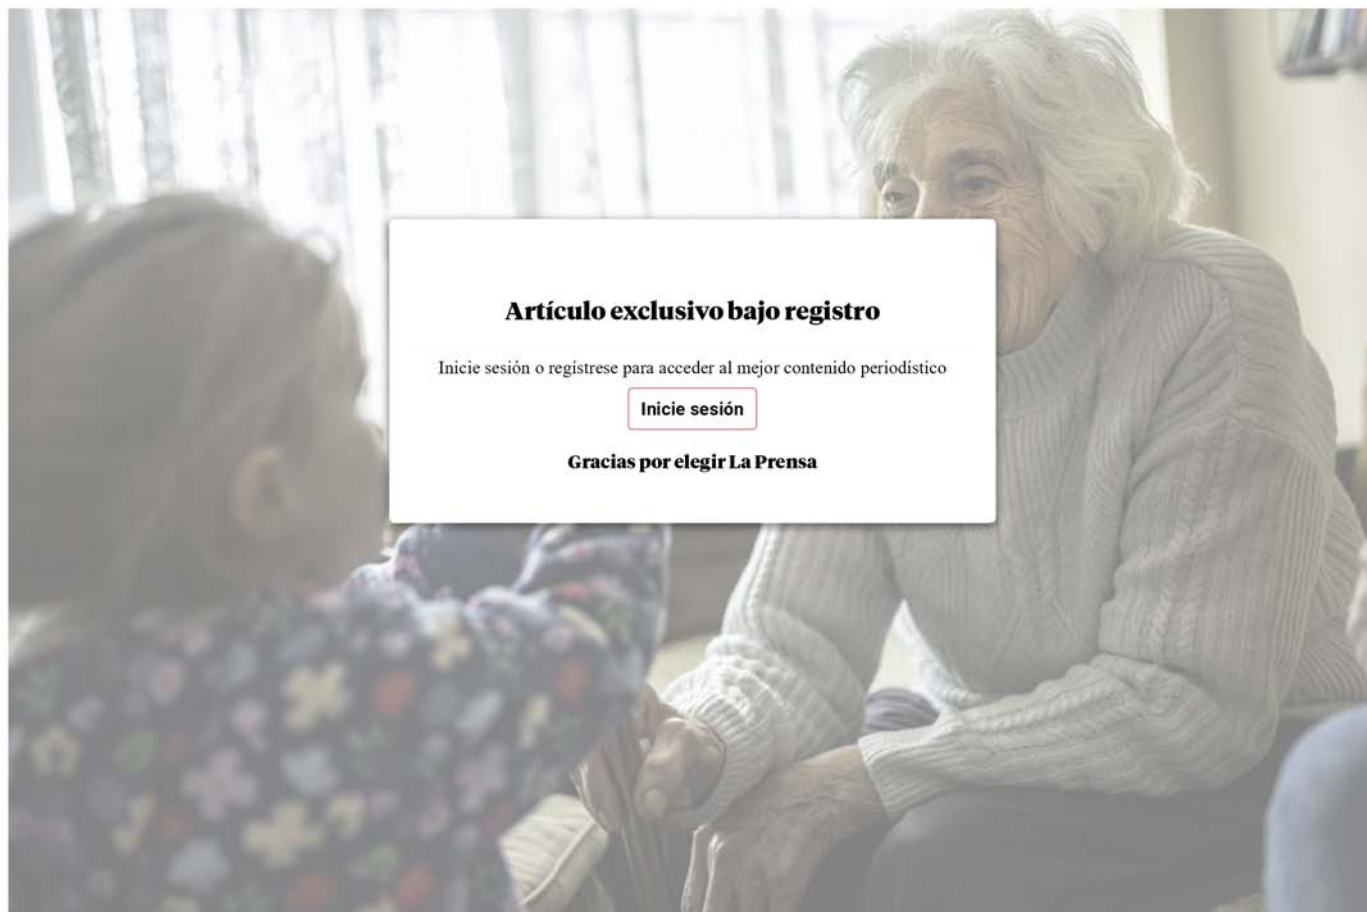 Artículo exclusivo bajo registro
Inicie sesión o regístrese para acceder al mejor contenido periodístico
Inicie sesión
Gracias por elegir La Prensa